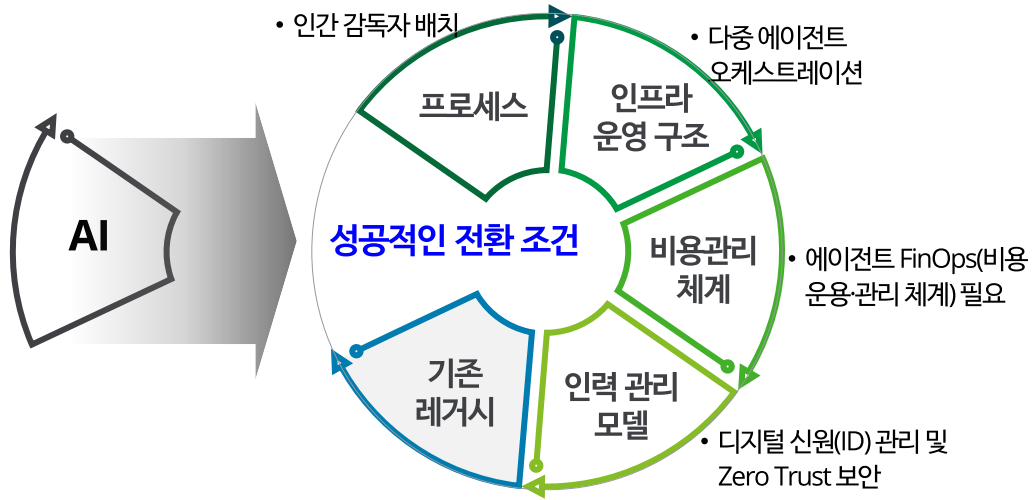 • 인간 감독자 배치
• 다중 에이전트
오케스트레이션
프로세스
인프라
운영 구조
AI
성공적인 전환 조건
비용관리
체계
• 에이전트 FinOps(비용
운용·관리 체계) 필요
기존
레거시
인력 관리
모델
• 디지털 신원(ID) 관리 및
Zero Trust 보안